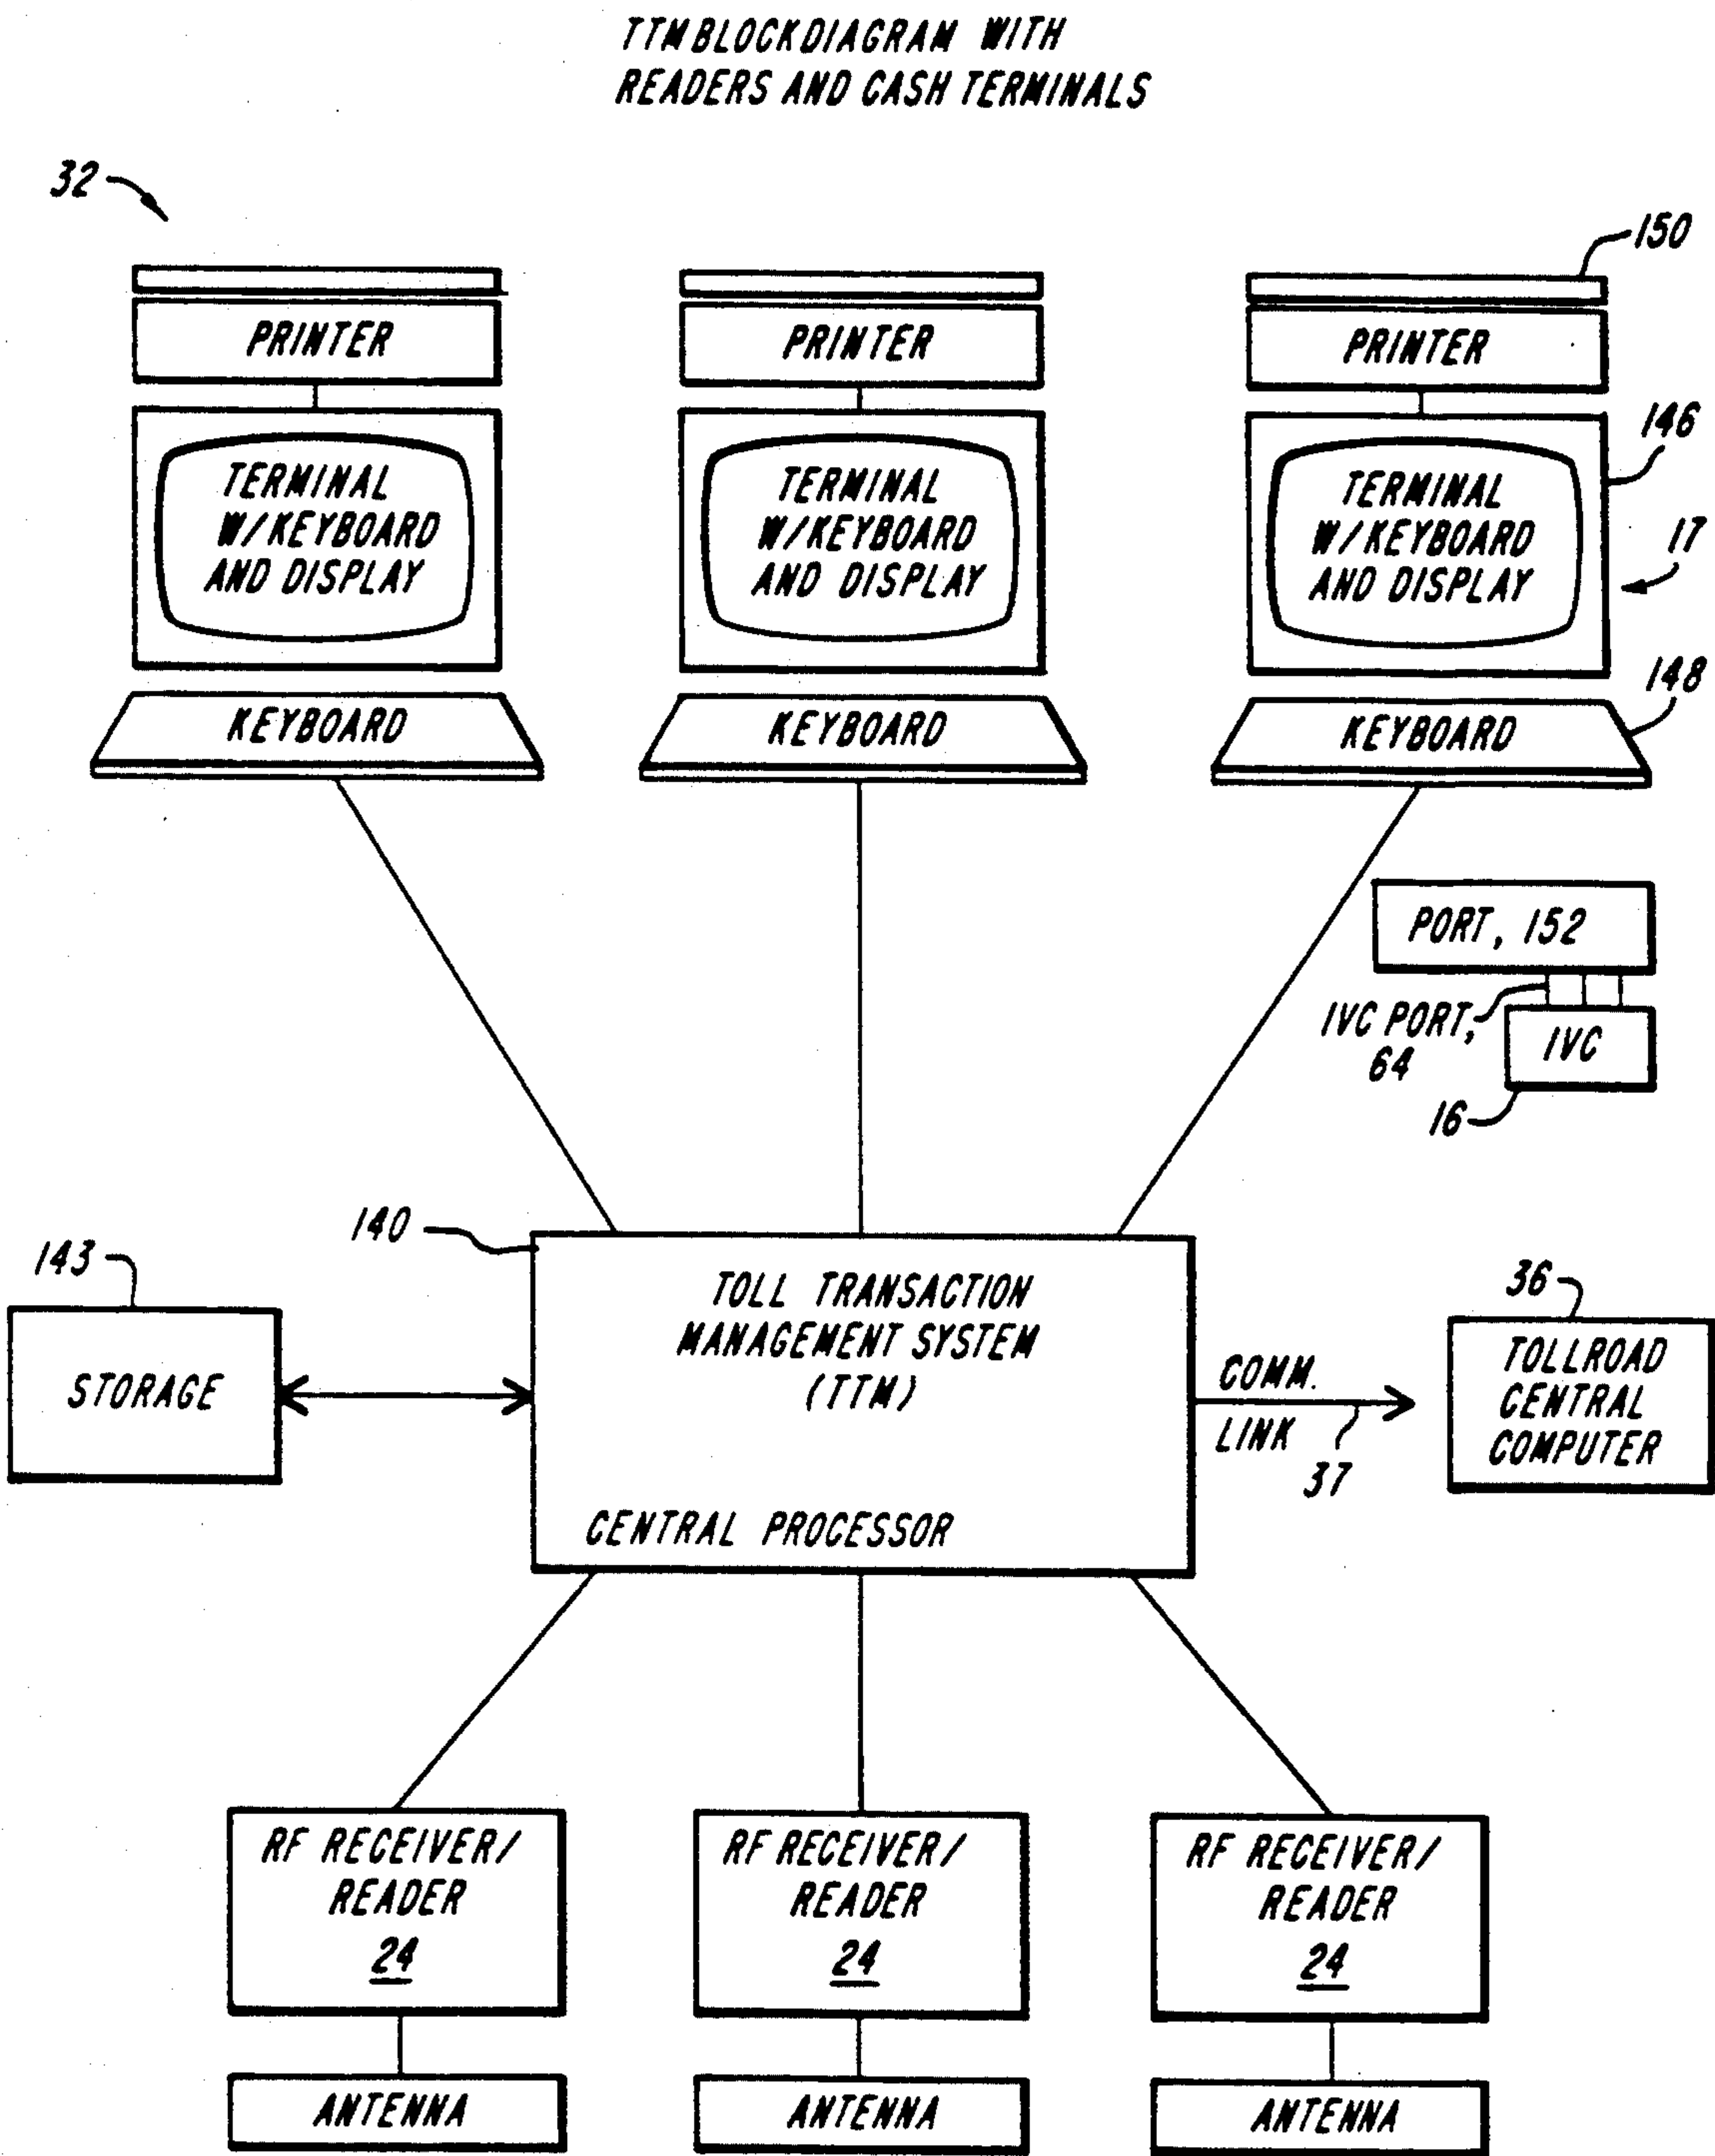 TTM BLOCK DIAGRAM WITH
READERS AND CASH TERMINALS
32
150
PRINTER
PRINTER
PRINTER
146
TERMINAL
W/KEYBOARD
AND DISPLAY
TERMINAL
W/KEYBOARD
AND DISPLAY
TERMINAL
W/KEYBOARD
AND DISPLAY
17
148
KEYBOARD
KEYBOARD
KEYBOARD
PORT, 152
IVC PORT,
64
IVC
16
140
143
STORAGE
TOLL TRANSACTION
MANAGEMENT SYSTEM
(TTM)
CENTRAL PROCESSOR
COMM.
LINK
37
36
TOLLROAD
CENTRAL
COMPUTER
RF RECEIVER/
READER
24
RF RECEIVER/
READER
24
RF RECEIVER/
READER
24
ANTENNA
ANTENNA
ANTENNA